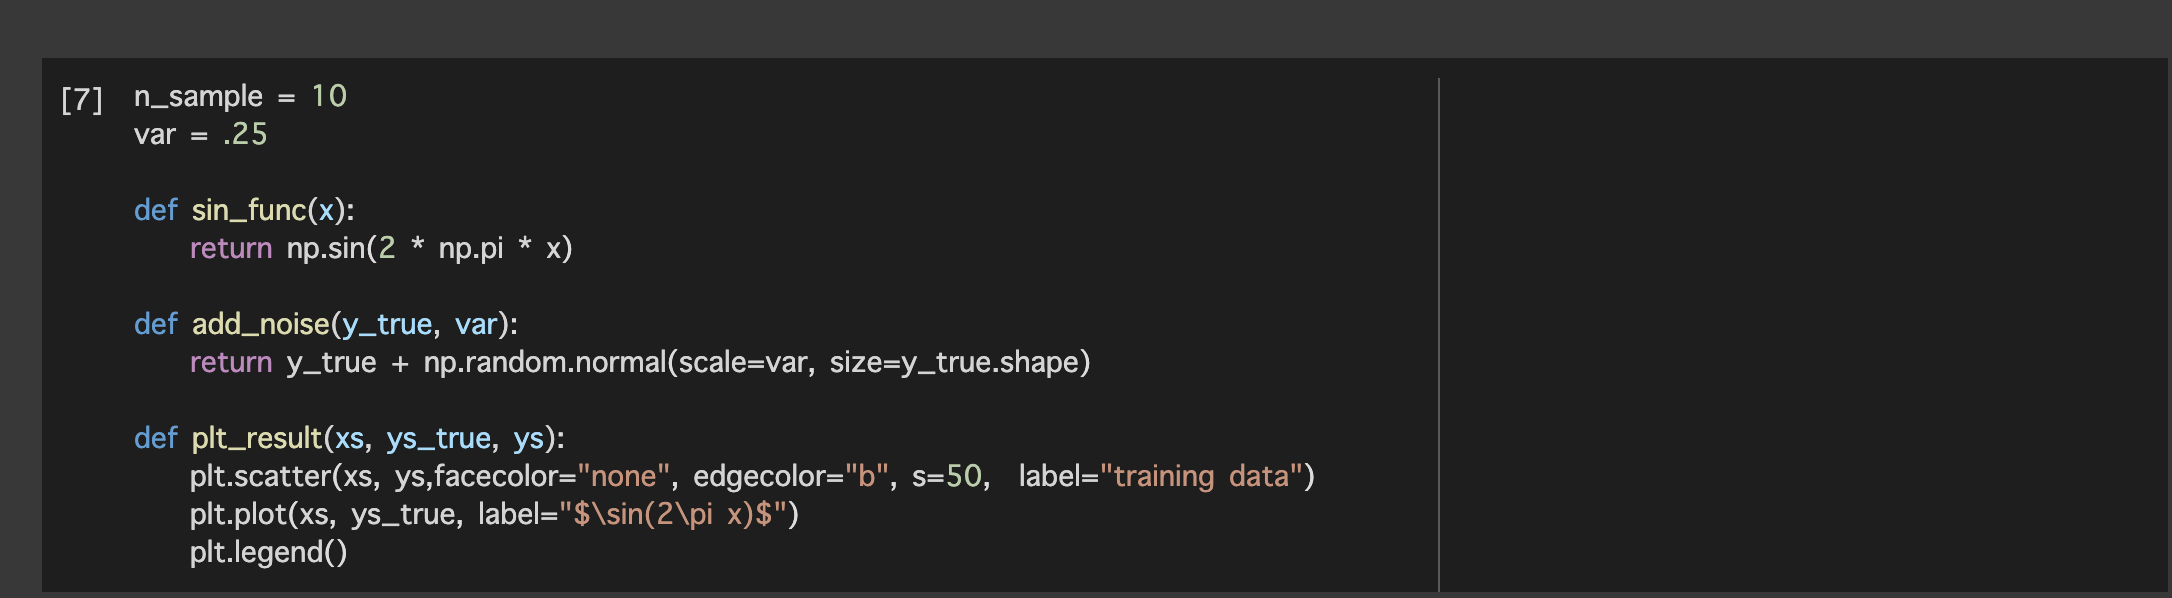 [7] n_sample = 10
var = .25
def sin_func(x):
    return np.sin(2 * np.pi * x)
def add_noise(y_true, var):
    return y_true + np.random.normal(scale=var, size=y_true.shape)
def plt_result(xs, ys_true, ys):
    plt.scatter(xs, ys,facecolor="none", edgecolor="b", s=50,  label="training data")
    plt.plot(xs, ys_true, label="$\sin(2\pi x)$")
    plt.legend()